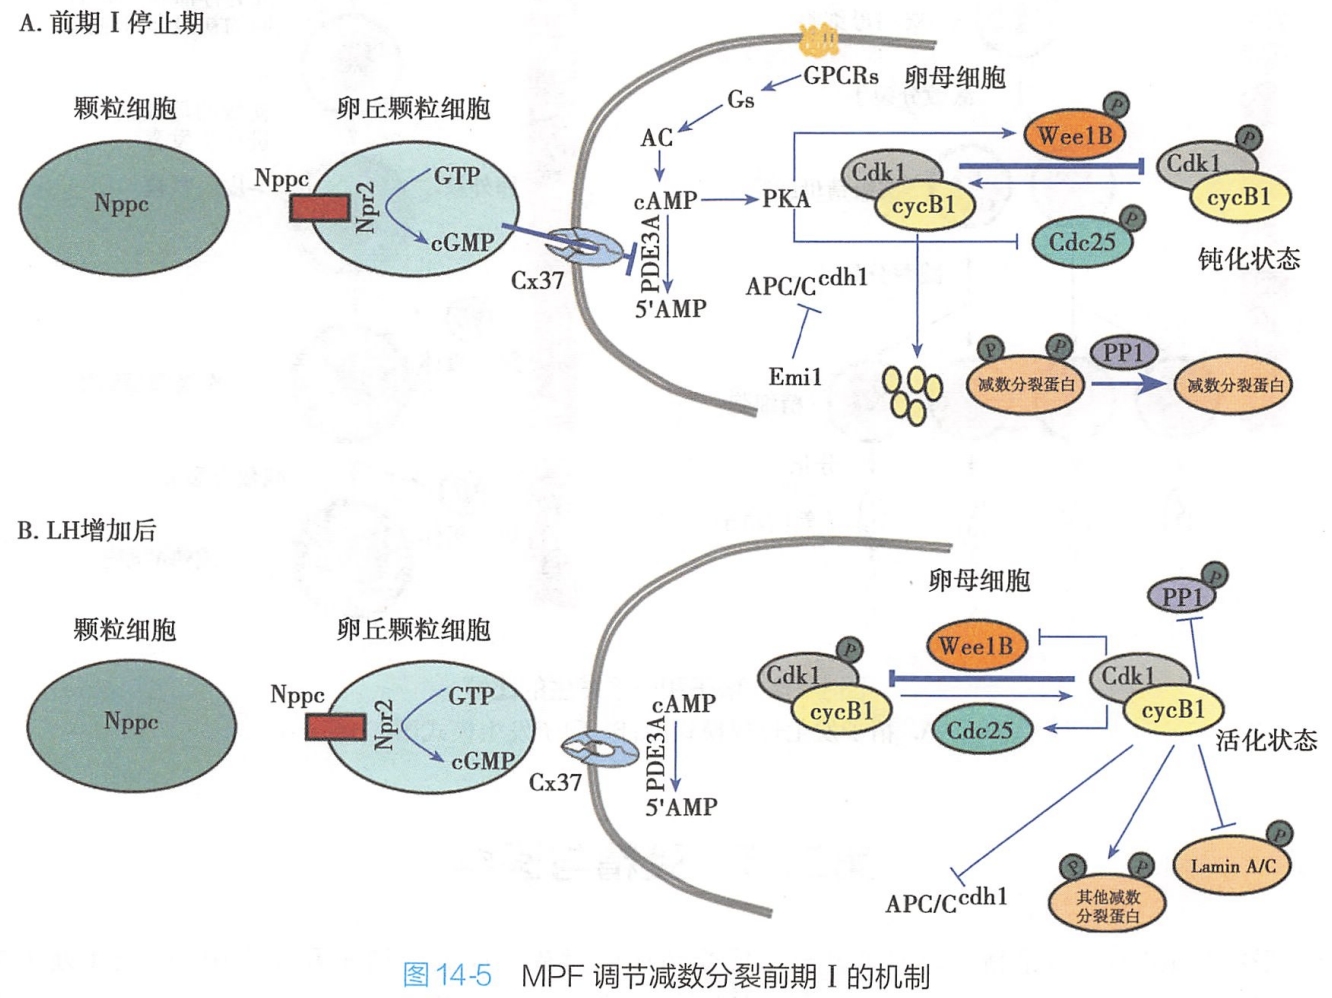 A. 前期 I 停止期
颗粒细胞
Nppc
卵丘颗粒细胞
Nppc
Npr2
GTP
cGMP
Cx37
GPCRs
卵母细胞
Gs
AC
cAMP
PDE3A
5'AMP
PKA
Wee1B
P
Cdk1
cycB1
Cdk1
P
cycB1
Cdc25
P
钝化状态
APC/Ccdh1
Emi1
P
P
减数分裂蛋白
PP1
减数分裂蛋白
B. LH增加后
颗粒细胞
Nppc
卵丘颗粒细胞
Nppc
Npr2
GTP
cGMP
Cx37
卵母细胞
cAMP
PDE3A
5'AMP
Cdk1
P
cycB1
Wee1B
Cdc25
Cdk1
cycB1
PP1
P
活化状态
APC/Ccdh1
P
P
其他减数
分裂蛋白
P
Lamin A/C
图 14-5 MPF 调节减数分裂前期 I 的机制